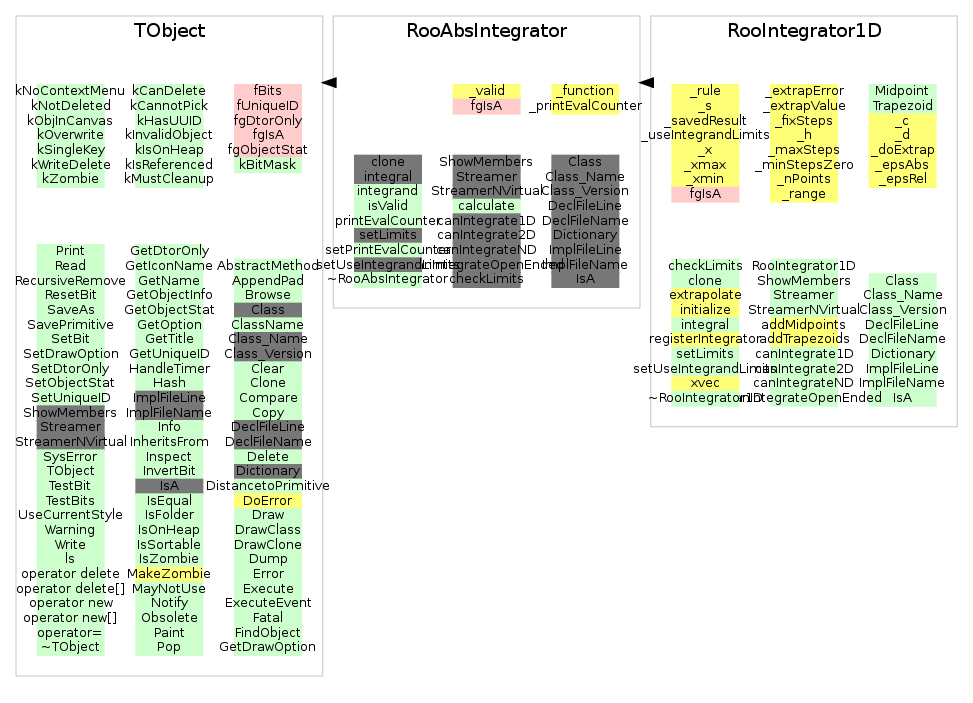 TObject
kNoContextMenu
kNotDeleted
kObjInCanvas
kOverwrite
kSingleKey
kWriteDelete
kZombie
kCanDelete
kCannotPick
kHasUUID
kInvalidObject
kIsOnHeap
kIsReferenced
kMustCleanup
fBits
fUniqueID
fgDtorOnly
fgIsA
fgObjectStat
kBitMask
Print
Read
RecursiveRemove
ResetBit
SaveAs
SavePrimitive
SetBit
SetDrawOption
SetDtorOnly
SetObjectStat
SetUniqueID
ShowMembers
Streamer
StreamerNVirtual
SysError
TObject
TestBit
TestBits
UseCurrentStyle
Warning
Write
ls
operator delete
operator delete[]
operator new
operator new[]
operator=
~TObject
GetDtorOnly
GetIconName
GetName
GetObjectInfo
GetObjectStat
GetOption
GetTitle
GetUniqueID
HandleTimer
Hash
ImplFileLine
ImplFileName
Info
InheritsFrom
Inspect
InvertBit
IsA
IsEqual
IsFolder
IsOnHeap
IsSortable
IsZombie
MakeZombie
MayNotUse
Notify
Obsolete
Paint
Pop
AbstractMethod
AppendPad
Browse
Class
ClassName
Class_Name
Class_Version
Clear
Clone
Compare
Copy
DeclFileLine
DeclFileName
Delete
Dictionary
DistancetoPrimitive
DoError
Draw
DrawClass
DrawClone
Dump
Error
Execute
ExecuteEvent
Fatal
FindObject
GetDrawOption
RooAbsIntegrator
_valid
fgIsA
_function
_printEvalCounter
clone
integral
integrand
isValid
printEvalCounter
setLimits
setPrintEvalCounter
setUseIntegrandLimits
~RooAbsIntegrator
ShowMembers
Streamer
StreamerNVirtual
calculate
canIntegrate1D
canIntegrate2D
canIntegrateND
canIntegrateOpenEnded
checkLimits
Class
Class_Name
Class_Version
DeclFileLine
DeclFileName
Dictionary
ImplFileLine
ImplFileName
IsA
RooIntegrator1D
_rule
_s
_savedResult
_useIntegrandLimits
_x
_xmax
_xmin
fgIsA
_extrapError
_extrapValue
_fixSteps
_h
_maxSteps
_minStepsZero
_nPoints
_range
Midpoint
Trapezoid
_c
_d
_doExtrap
_epsAbs
_epsRel
checkLimits
clone
extrapolate
initialize
integral
registerIntegrator
setLimits
setUseIntegrandLimits
xvec
~RooIntegrator1D
RooIntegrator1D
ShowMembers
Streamer
StreamerNVirtual
addMidpoints
addTrapezoids
canIntegrate1D
canIntegrate2D
canIntegrateND
canIntegrateOpenEnded
Class
Class_Name
Class_Version
DeclFileLine
DeclFileName
Dictionary
ImplFileLine
ImplFileName
IsA